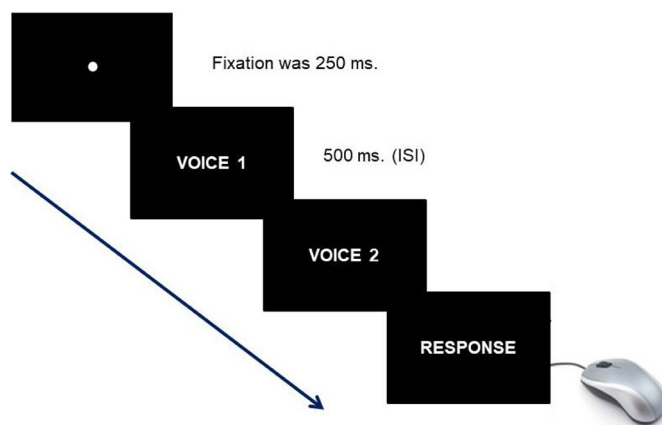 Fixation was 250 ms.
VOICE 1
500 ms. (ISI)
VOICE 2
RESPONSE